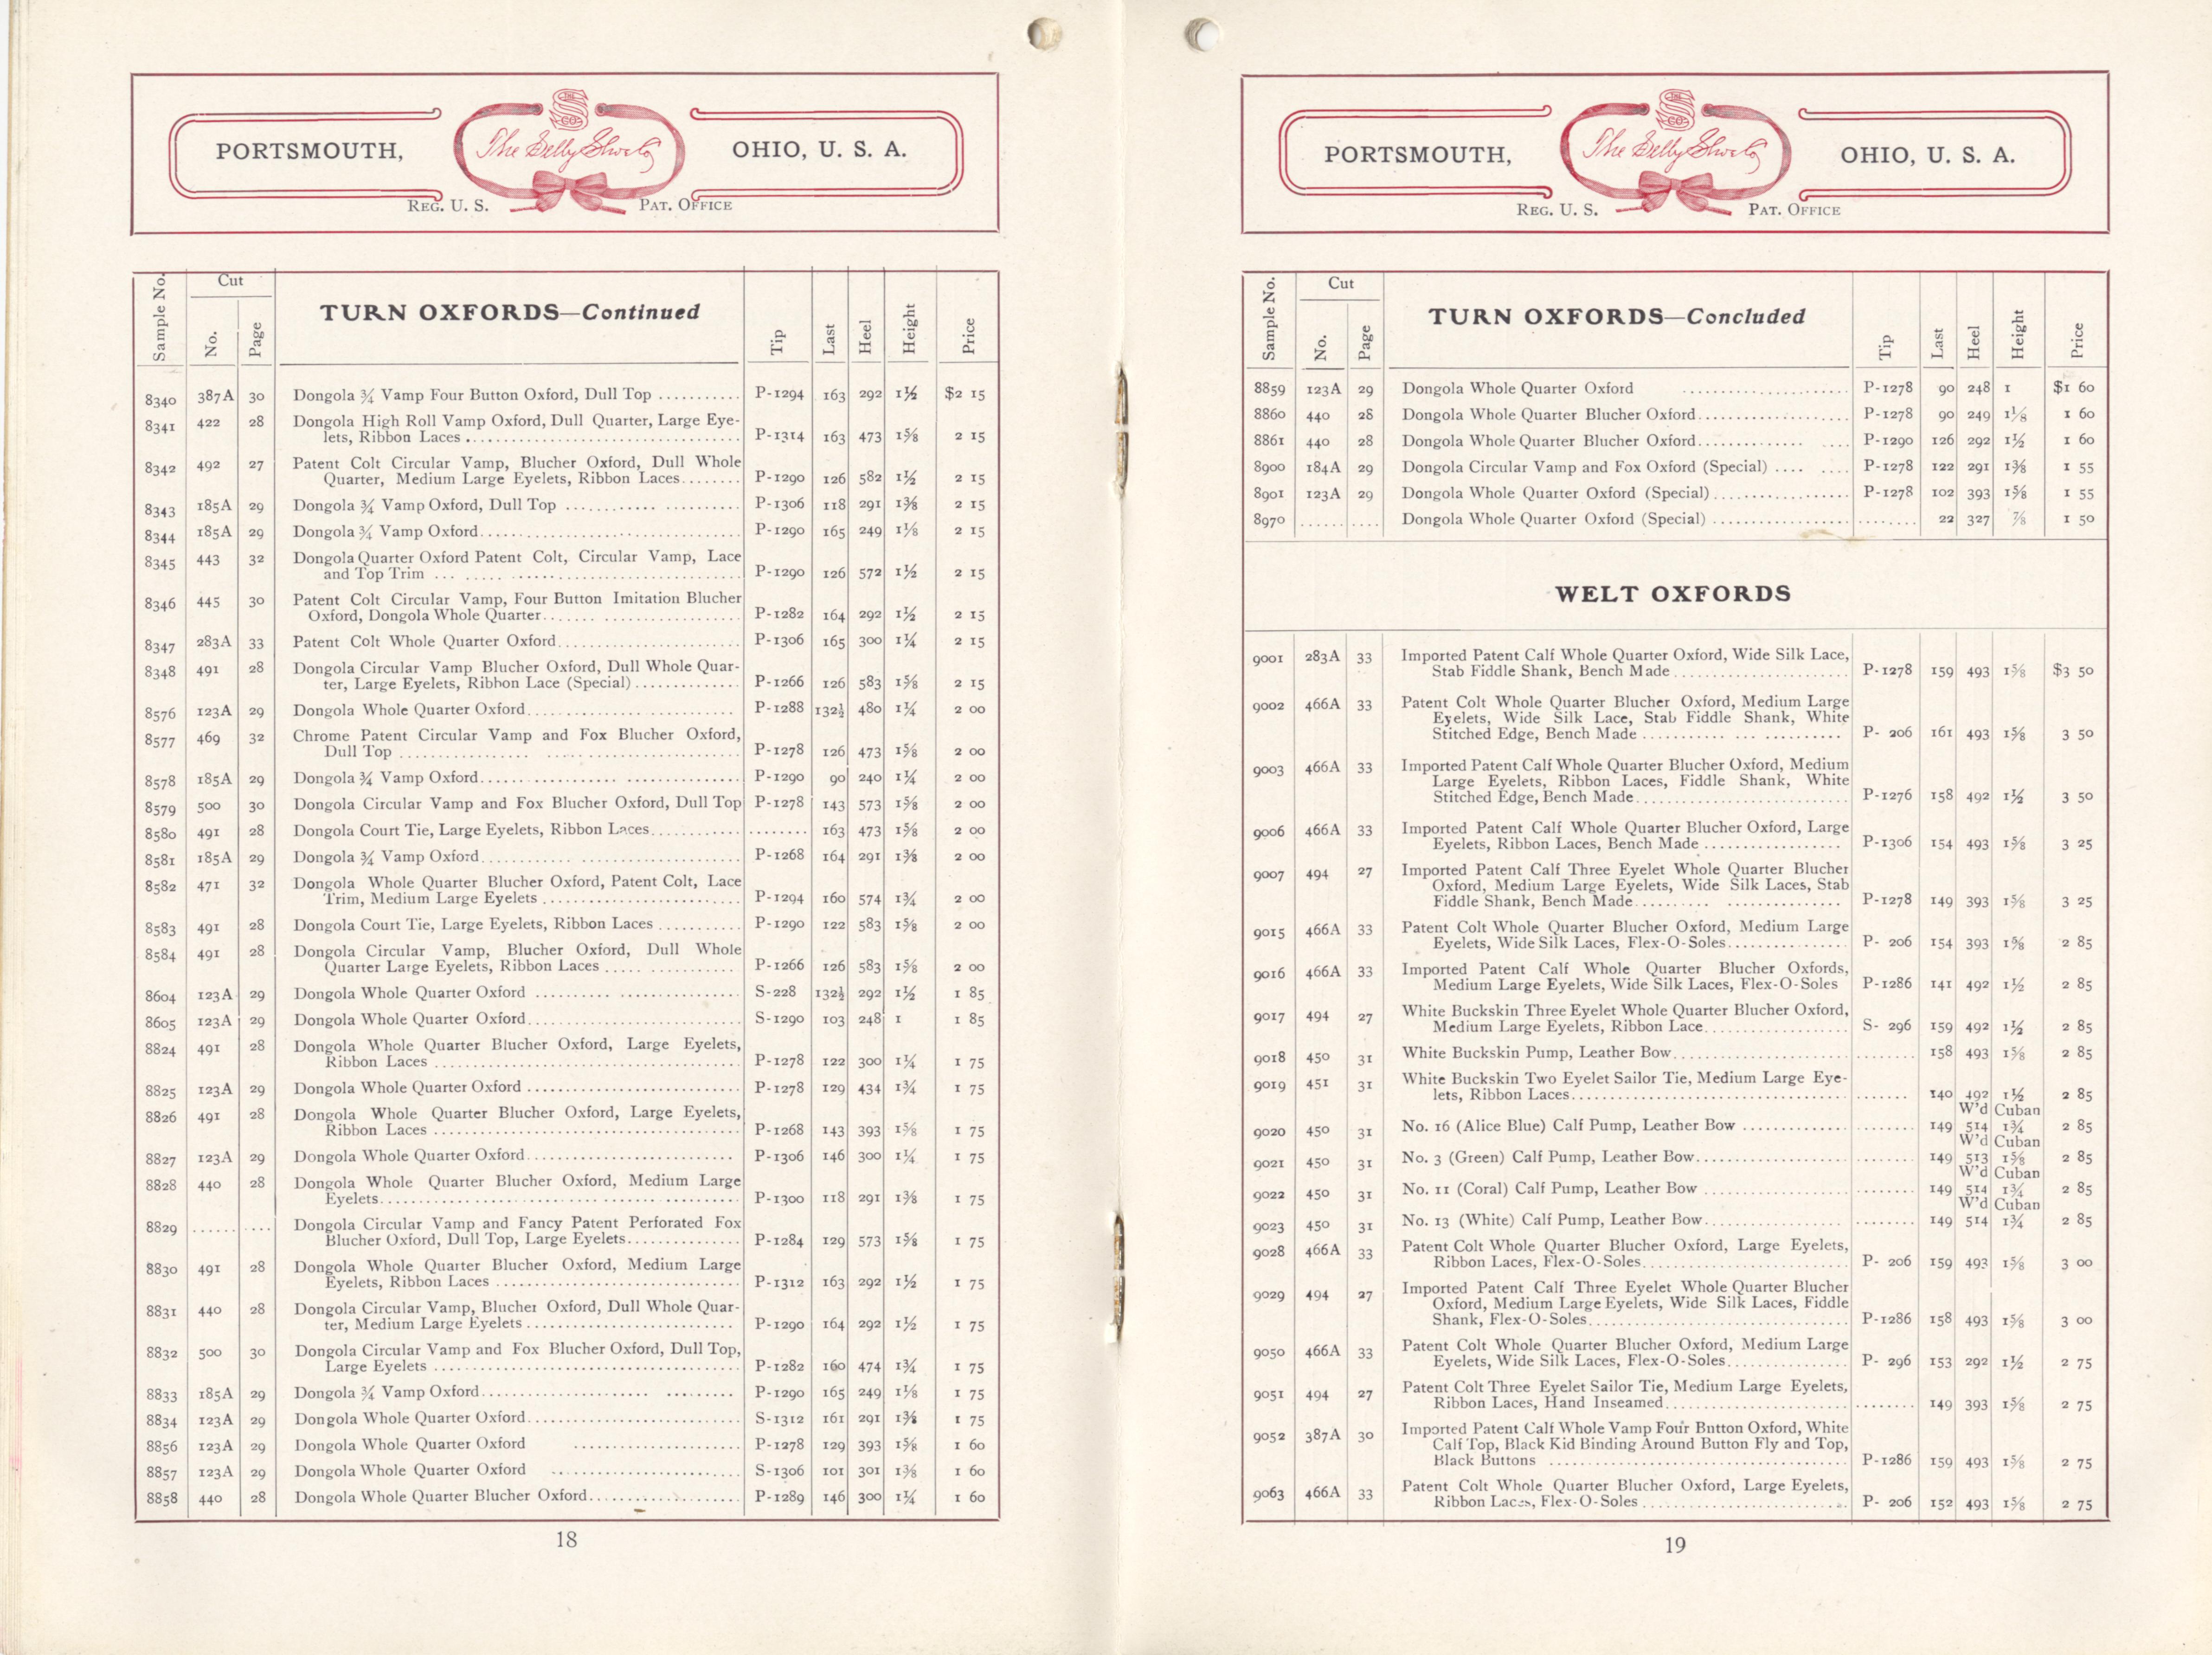 PORTSMOUTH, THE S CO The Selby Shoe Co OHIO, U. S. A.
REG. U. S. PAT. OFFICE
Sample No. Cut No. Page TURN OXFORDS—Continued Tip Last Heel Height Price
8340 387A 30 Dongola ¾ Vamp Four Button Oxford, Dull Top ........... P-1294 163 292 1½ $2 15
8341 422 28 Dongola High Roll Vamp Oxford, Dull Quarter, Large Eye-
lets, Ribbon Laces ........ P-1314 163 473 1⅝ 2 15
8342 492 27 Patent Colt Circular Vamp, Blucher Oxford, Dull Whole
Quarter, Medium Large Eyelets, Ribbon Laces........ P-1290 126 582 1½ 2 15
8343 185A 29 Dongola ¾ Vamp Oxford, Dull Top ........ P-1306 118 291 1⅜ 2 15
8344 185A 29 Dongola ¾ Vamp Oxford........ P-1290 165 249 1⅛ 2 15
8345 443 32 Dongola Quarter Oxford Patent Colt, Circular Vamp, Lace
and Top Trim ........ P-1290 126 572 1½ 2 15
8346 445 30 Patent Colt Circular Vamp, Four Button Imitation Blucher
Oxford, Dongola Whole Quarter........ P-1282 164 292 1½ 2 15
8347 283A 33 Patent Colt Whole Quarter Oxford........ P-1306 165 300 1¼ 2 15
8348 491 28 Dongola Circular Vamp Blucher Oxford, Dull Whole Quar-
ter, Large Eyelets, Ribbon Lace (Special)........ P-1266 126 583 1⅝ 2 15
8576 123A 29 Dongola Whole Quarter Oxford........ P-1288 132½ 480 1¼ 2 00
8577 469 32 Chrome Patent Circular Vamp and Fox Blucher Oxford,
Dull Top ........ P-1278 126 473 1⅝ 2 00
8578 185A 29 Dongola ¾ Vamp Oxford........ P-1290 90 240 1¼ 2 00
8579 500 30 Dongola Circular Vamp and Fox Blucher Oxford, Dull Top P-1278 143 573 1⅝ 2 00
8580 491 28 Dongola Court Tie, Large Eyelets, Ribbon Laces........ ........ 163 473 1⅝ 2 00
8581 185A 29 Dongola ¾ Vamp Oxford........ P-1268 164 291 1⅜ 2 00
8582 471 32 Dongola Whole Quarter Blucher Oxford, Patent Colt, Lace
Trim, Medium Large Eyelets ........ P-1294 160 574 1¾ 2 00
8583 491 28 Dongola Court Tie, Large Eyelets, Ribbon Laces ........ P-1290 122 583 1⅝ 2 00
8584 491 28 Dongola Circular Vamp, Blucher Oxford, Dull Whole
Quarter Large Eyelets, Ribbon Laces ........ P-1266 126 583 1⅝ 2 00
8604 123A 29 Dongola Whole Quarter Oxford ........ S-228 132½ 292 1½ 1 85
8605 123A 29 Dongola Whole Quarter Oxford........ S-1290 103 248 1 1 85
8824 491 28 Dongola Whole Quarter Blucher Oxford, Large Eyelets,
Ribbon Laces ........ P-1278 122 300 1¼ 1 75
8825 123A 29 Dongola Whole Quarter Oxford ........ P-1278 129 434 1¾ 1 75
8826 491 28 Dongola Whole Quarter Blucher Oxford, Large Eyelets,
Ribbon Laces ........ P-1268 143 393 1⅝ 1 75
8827 123A 29 Dongola Whole Quarter Oxford........ P-1306 146 300 1¼ 1 75
8828 440 28 Dongola Whole Quarter Blucher Oxford, Medium Large
Eyelets........ P-1300 118 291 1⅜ 1 75
8829 ...... .... Dongola Circular Vamp and Fancy Patent Perforated Fox
Blucher Oxford, Dull Top, Large Eyelets........ P-1284 129 573 1⅝ 1 75
8830 491 28 Dongola Whole Quarter Blucher Oxford, Medium Large
Eyelets, Ribbon Laces ........ P-1312 163 292 1½ 1 75
8831 440 28 Dongola Circular Vamp, Blucher Oxford, Dull Whole Quar-
ter, Medium Large Eyelets ........ P-1290 164 292 1½ 1 75
8832 500 30 Dongola Circular Vamp and Fox Blucher Oxford, Dull Top,
Large Eyelets ........ P-1282 160 474 1¾ 1 75
8833 185A 29 Dongola ¾ Vamp Oxford........ P-1290 165 249 1⅛ 1 75
8834 123A 29 Dongola Whole Quarter Oxford........ S-1312 161 291 1⅜ 1 75
8856 123A 29 Dongola Whole Quarter Oxford ........ P-1278 129 393 1⅝ 1 60
8857 123A 29 Dongola Whole Quarter Oxford ........ S-1306 101 301 1⅜ 1 60
8858 440 28 Dongola Whole Quarter Blucher Oxford........ P-1289 146 300 1¼ 1 60
18
PORTSMOUTH, THE S CO The Selby Shoe Co OHIO, U. S. A.
REG. U. S. PAT. OFFICE
Sample No. Cut No. Page TURN OXFORDS—Concluded Tip Last Heel Height Price
8859 123A 29 Dongola Whole Quarter Oxford ........ P-1278 90 248 1 $1 60
8860 440 28 Dongola Whole Quarter Blucher Oxford........ P-1278 90 249 1⅛ 1 60
8861 440 28 Dongola Whole Quarter Blucher Oxford........ P-1290 126 292 1½ 1 60
8900 184A 29 Dongola Circular Vamp and Fox Oxford (Special) ........ P-1278 122 291 1⅜ 1 55
8901 123A 29 Dongola Whole Quarter Oxford (Special)........ P-1278 102 393 1⅝ 1 55
8970 ...... .... Dongola Whole Quarter Oxford (Special) ........ ........ 22 327 ⅞ 1 50
WELT OXFORDS
9001 283A 33 Imported Patent Calf Whole Quarter Oxford, Wide Silk Lace,
Stab Fiddle Shank, Bench Made ........ P-1278 159 493 1⅝ $3 50
9002 466A 33 Patent Colt Whole Quarter Blucher Oxford, Medium Large
Eyelets, Wide Silk Lace, Stab Fiddle Shank, White
Stitched Edge, Bench Made ........ P- 206 161 493 1⅝ 3 50
9003 466A 33 Imported Patent Calf Whole Quarter Blucher Oxford, Medium
Large Eyelets, Ribbon Laces, Fiddle Shank, White
Stitched Edge, Bench Made........ P-1276 158 492 1½ 3 50
9006 466A 33 Imported Patent Calf Whole Quarter Blucher Oxford, Large
Eyelets, Ribbon Laces, Bench Made ........ P-1306 154 493 1⅝ 3 25
9007 494 27 Imported Patent Calf Three Eyelet Whole Quarter Blucher
Oxford, Medium Large Eyelets, Wide Silk Laces, Stab
Fiddle Shank, Bench Made........ P-1278 149 393 1⅝ 3 25
9015 466A 33 Patent Colt Whole Quarter Blucher Oxford, Medium Large
Eyelets, Wide Silk Laces, Flex-O-Soles........ P- 206 154 393 1⅝ 2 85
9016 466A 33 Imported Patent Calf Whole Quarter Blucher Oxfords,
Medium Large Eyelets, Wide Silk Laces, Flex-O-Soles P-1286 141 492 1½ 2 85
9017 494 27 White Buckskin Three Eyelet Whole Quarter Blucher Oxford,
Medium Large Eyelets, Ribbon Lace........ S- 296 159 492 1½ 2 85
9018 450 31 White Buckskin Pump, Leather Bow........ ........ 158 493 1⅝ 2 85
9019 451 31 White Buckskin Two Eyelet Sailor Tie, Medium Large Eye-
lets, Ribbon Laces........ ....... 140 492 1½ 2 85
W'd Cuban
9020 450 31 No. 16 (Alice Blue) Calf Pump, Leather Bow ........ ........ 149 514 1¾ 2 85
W'd Cuban
9021 450 31 No. 3 (Green) Calf Pump, Leather Bow........ ........ 149 513 1⅝ 2 85
W'd Cuban
9022 450 31 No. 11 (Coral) Calf Pump, Leather Bow ........ ........ 149 514 1¾ 2 85
W'd Cuban
9023 450 31 No. 13 (White) Calf Pump, Leather Bow........ ........ 149 514 1¾ 2 85
9028 466A 33 Patent Colt Whole Quarter Blucher Oxford, Large Eyelets,
Ribbon Laces, Flex-O-Soles........ P- 206 159 493 1⅝ 3 00
9029 494 27 Imported Patent Calf Three Eyelet Whole Quarter Blucher
Oxford, Medium Large Eyelets, Wide Silk Laces, Fiddle
Shank, Flex-O-Soles........ P-1286 158 493 1⅝ 3 00
9050 466A 33 Patent Colt Whole Quarter Blucher Oxford, Medium Large
Eyelets, Wide Silk Laces, Flex-O-Soles........ P- 296 153 292 1½ 2 75
9051 494 27 Patent Colt Three Eyelet Sailor Tie, Medium Large Eyelets,
Ribbon Laces, Hand Inseamed........ ........ 149 393 1⅝ 2 75
9052 387A 30 Imported Patent Calf Whole Vamp Four Bntton Oxford, White
Calf Top, Black Kid Binding Around Button Fly and Top,
Black Buttons ........ P-1286 159 493 1⅝ 2 75
9063 466A 33 Patent Colt Whole Quarter Blucher Oxford, Large Eyelets,
Ribbon Laces, Flex-O-Soles ........ P- 206 152 493 1⅝ 2 75
19